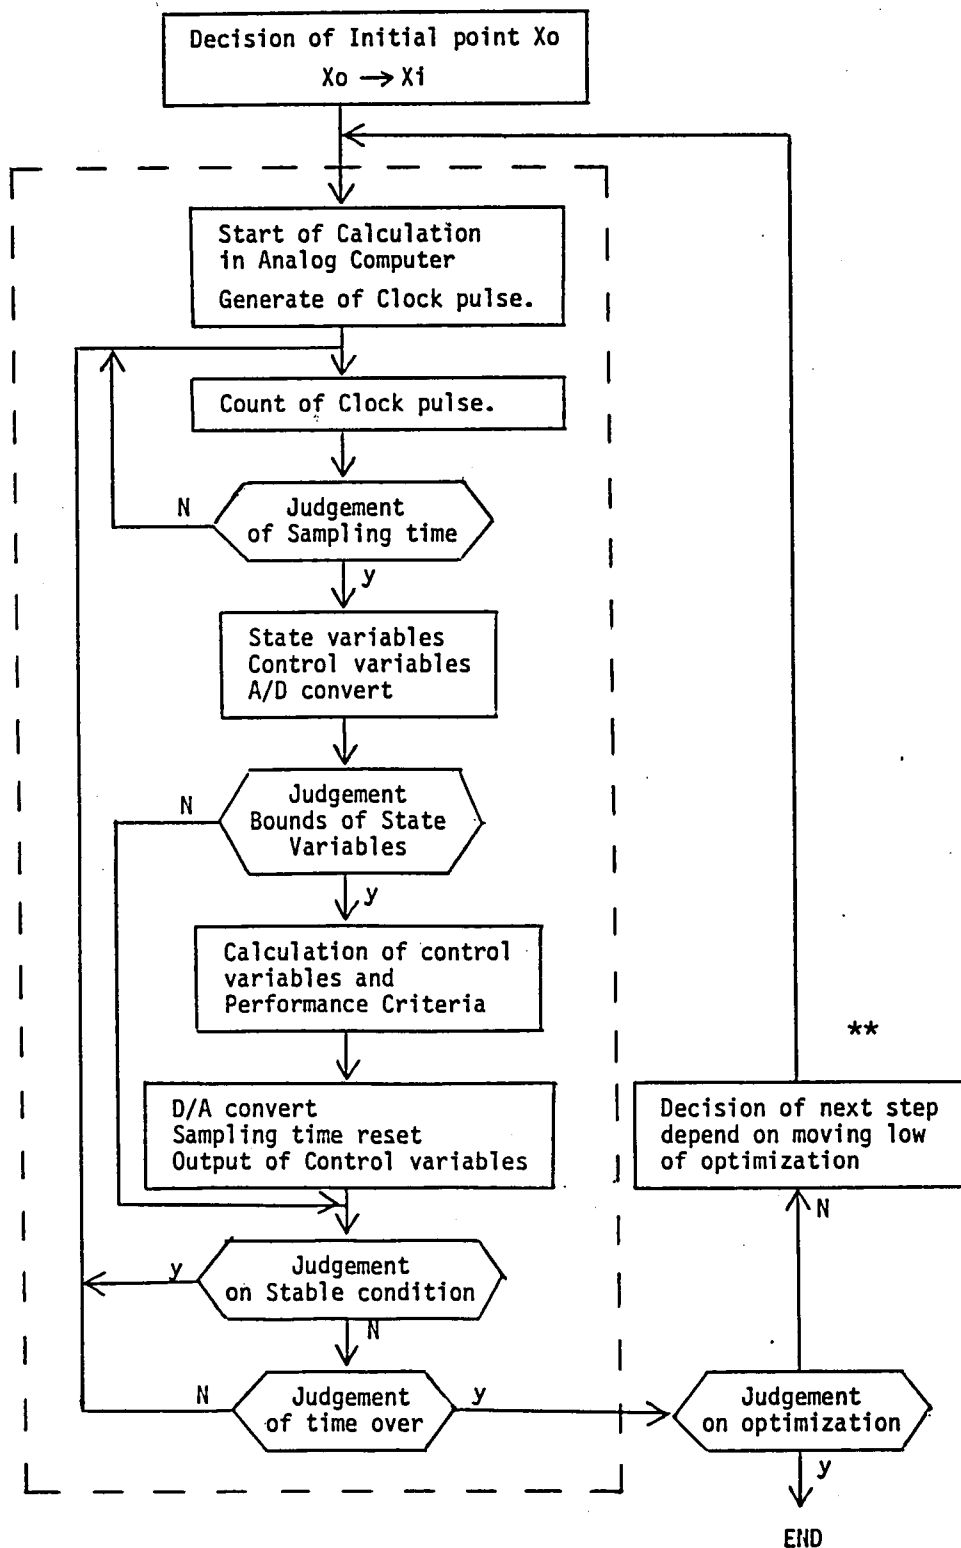 Decision of Initial point Xo
Xo → Xi
Start of Calculation
in Analog Computer
Generate of Clock pulse.
Count of Clock pulse.
N
Judgement
of Sampling time
y
State variables
Control variables
A/D convert
N
Judgement
Bounds of State
Variables
y
Calculation of control
variables and
Performance Criteria
**
D/A convert
Sampling time reset
Output of Control variables
Decision of next step
depend on moving low
of optimization
N
y
Judgement
on Stable condition
N
N
Judgement
of time over
y
Judgement
on optimization
y
END